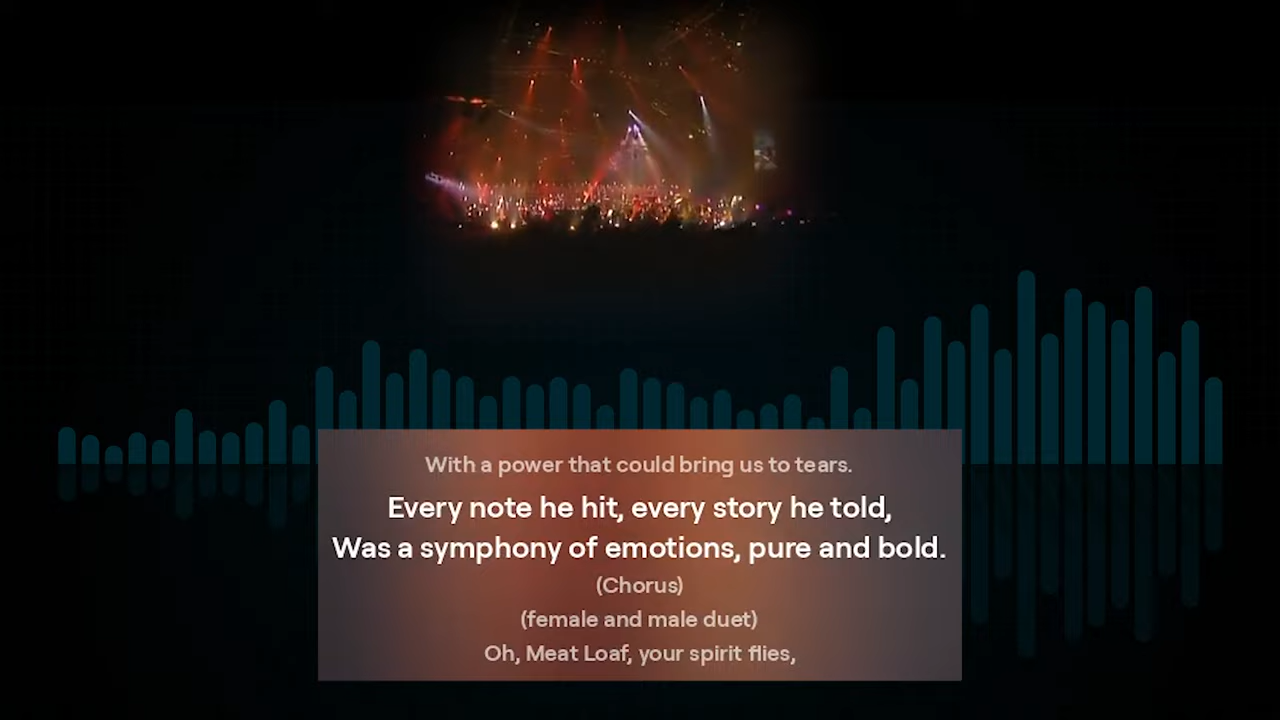 With a power that could bring us to tears.
Every note he hit, every story he told,
Was a symphony of emotions, pure and bold.
(Chorus)
(female and male duet)
Oh, Meat Loaf, your spirit flies,